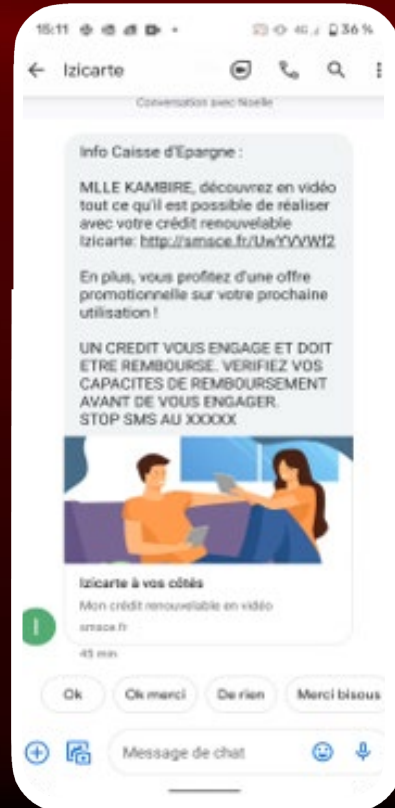 15:11 36 %
Izicarte
Conversation avec Noelle
Info Caisse d'Epargne :
MLLE KAMBIRE, découvrez en vidéo
tout ce qu'il est possible de réaliser
avec votre crédit renouvelable
Izicarte: http://smsce.fr/UwYVVWf2
En plus, vous profitez d'une offre
promotionnelle sur votre prochaine
utilisation !
UN CREDIT VOUS ENGAGE ET DOIT
ETRE REMBOURSE. VERIFIEZ VOS
CAPACITES DE REMBOURSEMENT
AVANT DE VOUS ENGAGER.
STOP SMS AU XXXXX
Izicarte à vos côtés
Mon crédit renouvelable en vidéo
smsce.fr
I
45 min
Ok Ok merci De rien Merci bisous
Message de chat